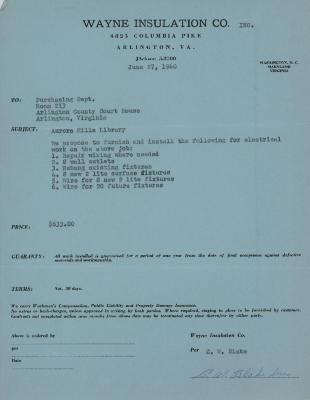 WAYNE INSULATION CO. INC.
4625 COLUMBIA PIKE
ARLINGTON, VA.
JAckson
WASHINGTON, D. C.
MARYLAND
VIRGINIA
June 27, 1960
TO: Purchasing Dept.
Room 213
Arlington County Court House
Arlington, Virginia
SUBJECT: Aurora Hills Library
We propose to furnish and install the following for electrical
work on the above job:
1. Repair wiring where needed
2. 8 wall outlets
3. Rehang existing fixtures
4. 8 new 2 lite surface fixtures
5. Wire for 8 new 2 lite fixtures
6. Wire for 20 future fixtures
PRICE: $633.00
GUARANTY: All work installed is guaranteed for a period of one year from the date of final acceptance against defective
materials and workmanship.
TERMS: Net. 30 days.
We carry Workmen's Compensation, Public Liability and Property Damage Insurance.
No extras or back-charges, unless approved in writing by both parties. Where required, staging to be furnished by customer.
Contracts not completed within months from above date may be terminated any time thereafter by either party.
Above is ordered by
per
Date
Wayne Insulation Co.
Per C. W. Blake
C. W. Blake